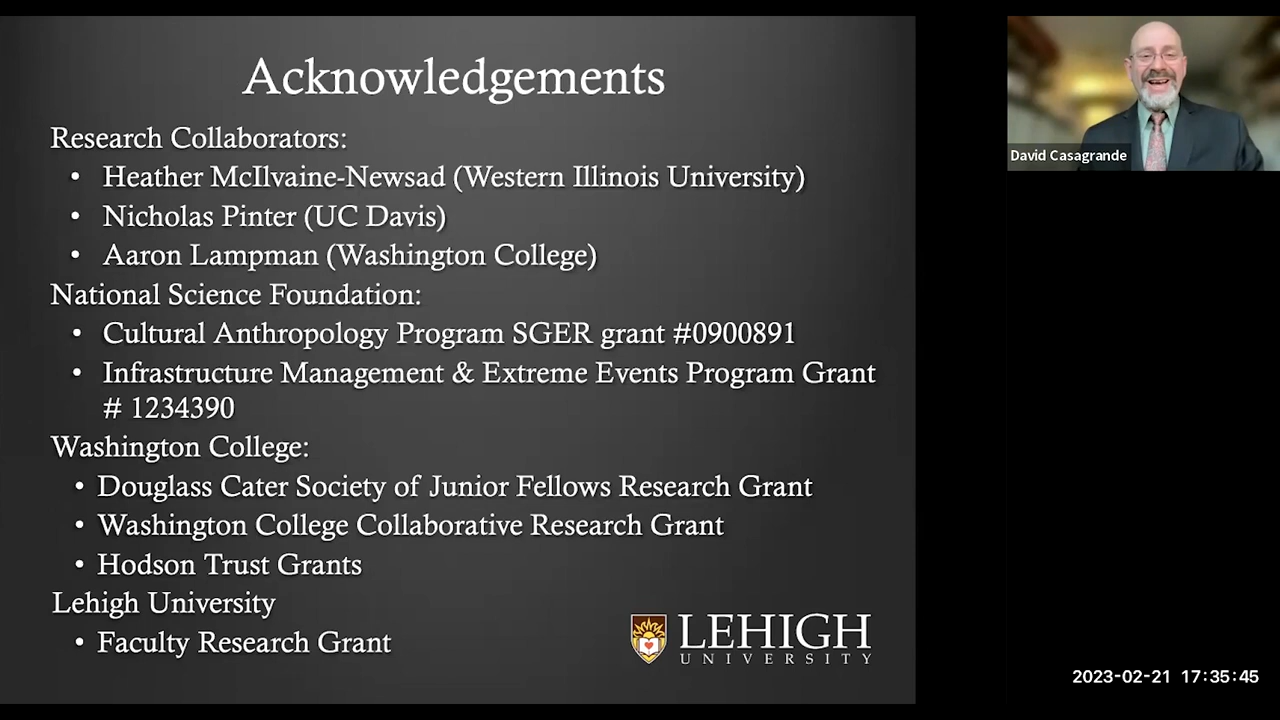 Acknowledgements
Research Collaborators:
• Heather McIlvaine-Newsad (Western Illinois University)
• Nicholas Pinter (UC Davis)
• Aaron Lampman (Washington College)
National Science Foundation:
• Cultural Anthropology Program SGER grant #0900891
• Infrastructure Management & Extreme Events Program Grant
# 1234390
Washington College:
• Douglass Cater Society of Junior Fellows Research Grant
• Washington College Collaborative Research Grant
• Hodson Trust Grants
Lehigh University
• Faculty Research Grant
LEHIGH
UNIVERSITY
David Casagrande
2023-02-21 17:35:45